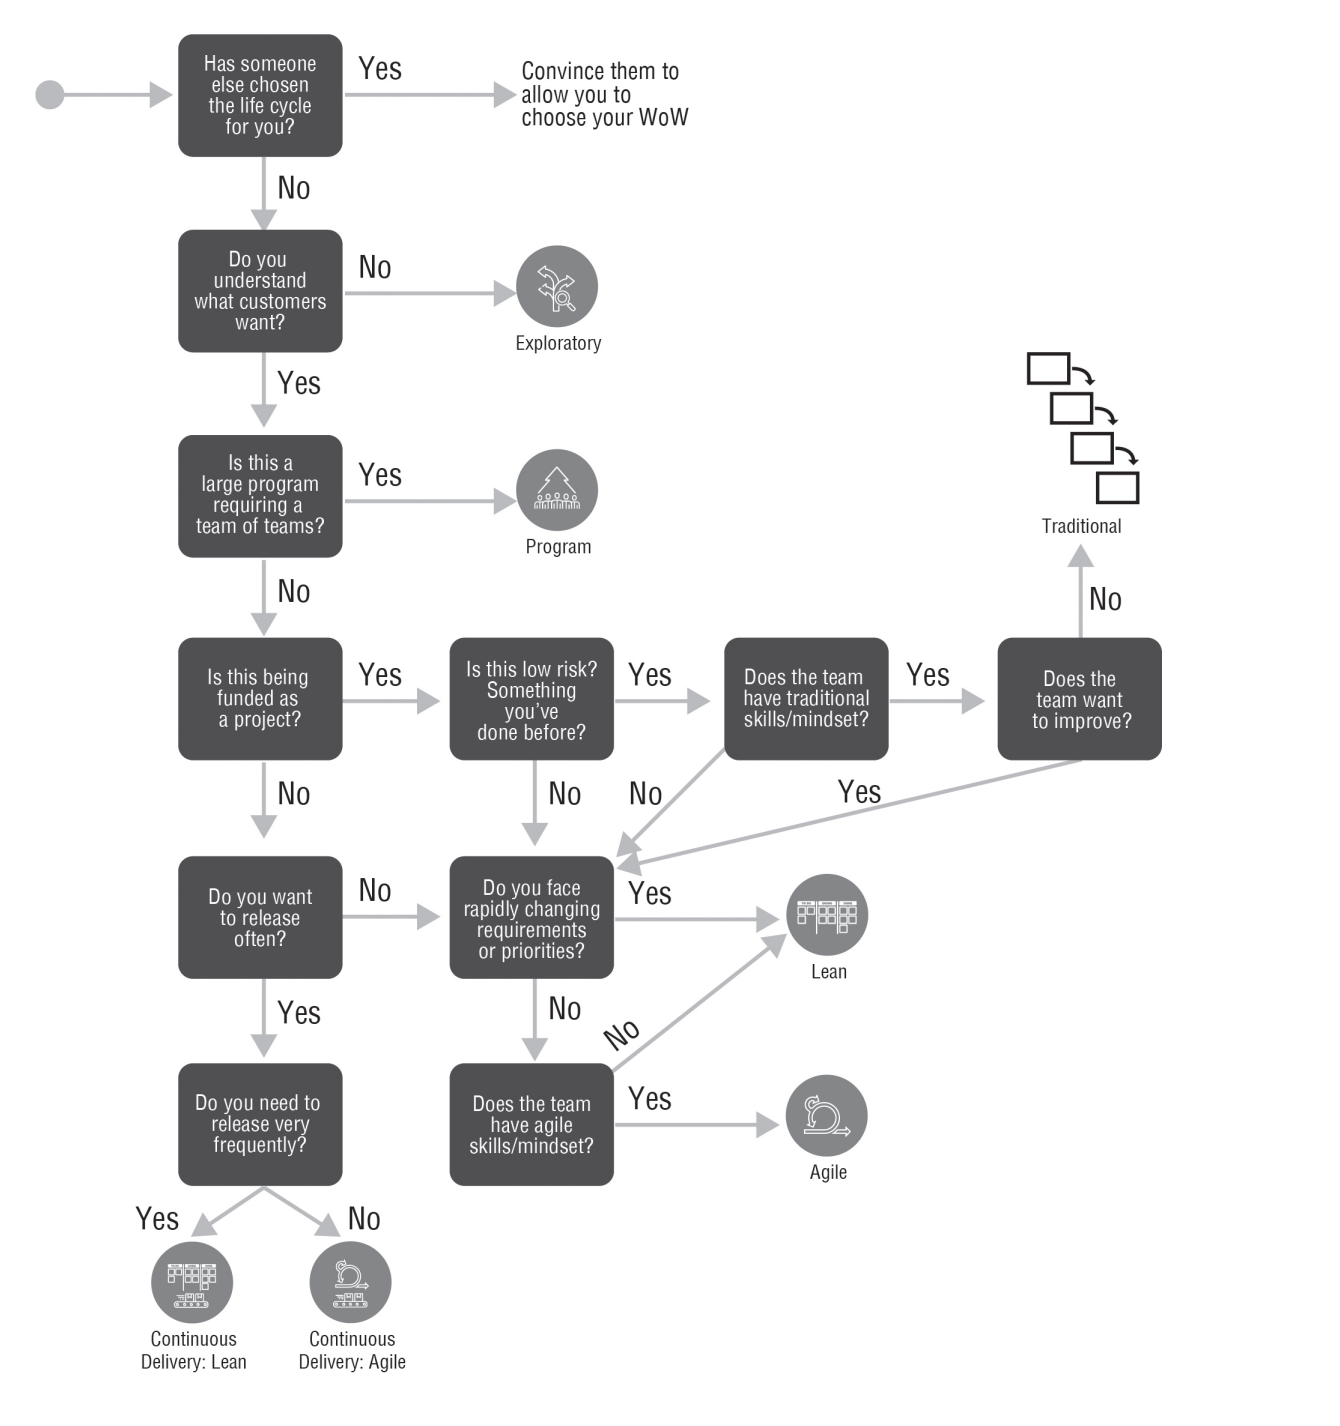 Has someone
else chosen
the life cycle
for you?
Yes
Convince them to
allow you to
choose your WoW
No
Do you
understand
what customers
want?
No
Exploratory
Yes
Is this a
large program
requiring a
team of teams?
Yes
Program
No
Is this being
funded as
a project?
Yes
Is this low risk?
Something
you've
done before?
Yes
Does the team
have traditional
skills/mindset?
Yes
Does the
team want
to improve?
No
Traditional
No
No
No
Yes
Do you want
to release
often?
No
Do you face
rapidly changing
requirements
or priorities?
Yes
Lean
Yes
No
No
Do you need to
release very
frequently?
Does the team
have agile
skills/mindset?
Yes
Agile
Yes
No
Continuous
Delivery: Lean
Continuous
Delivery: Agile